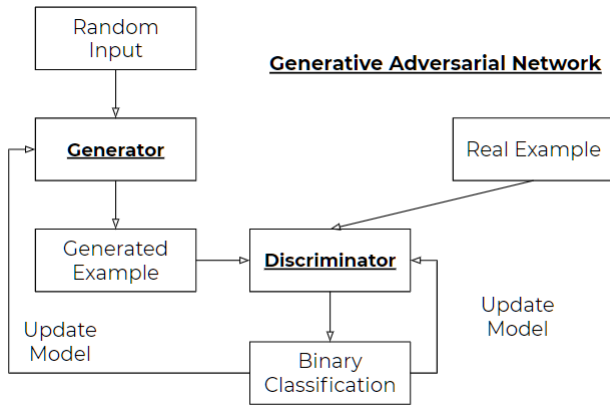 Random
Input
Generative Adversarial Network
Generator
Real Example
Generated
Example
Discriminator
Update
Model
Update
Model
Binary
Classification